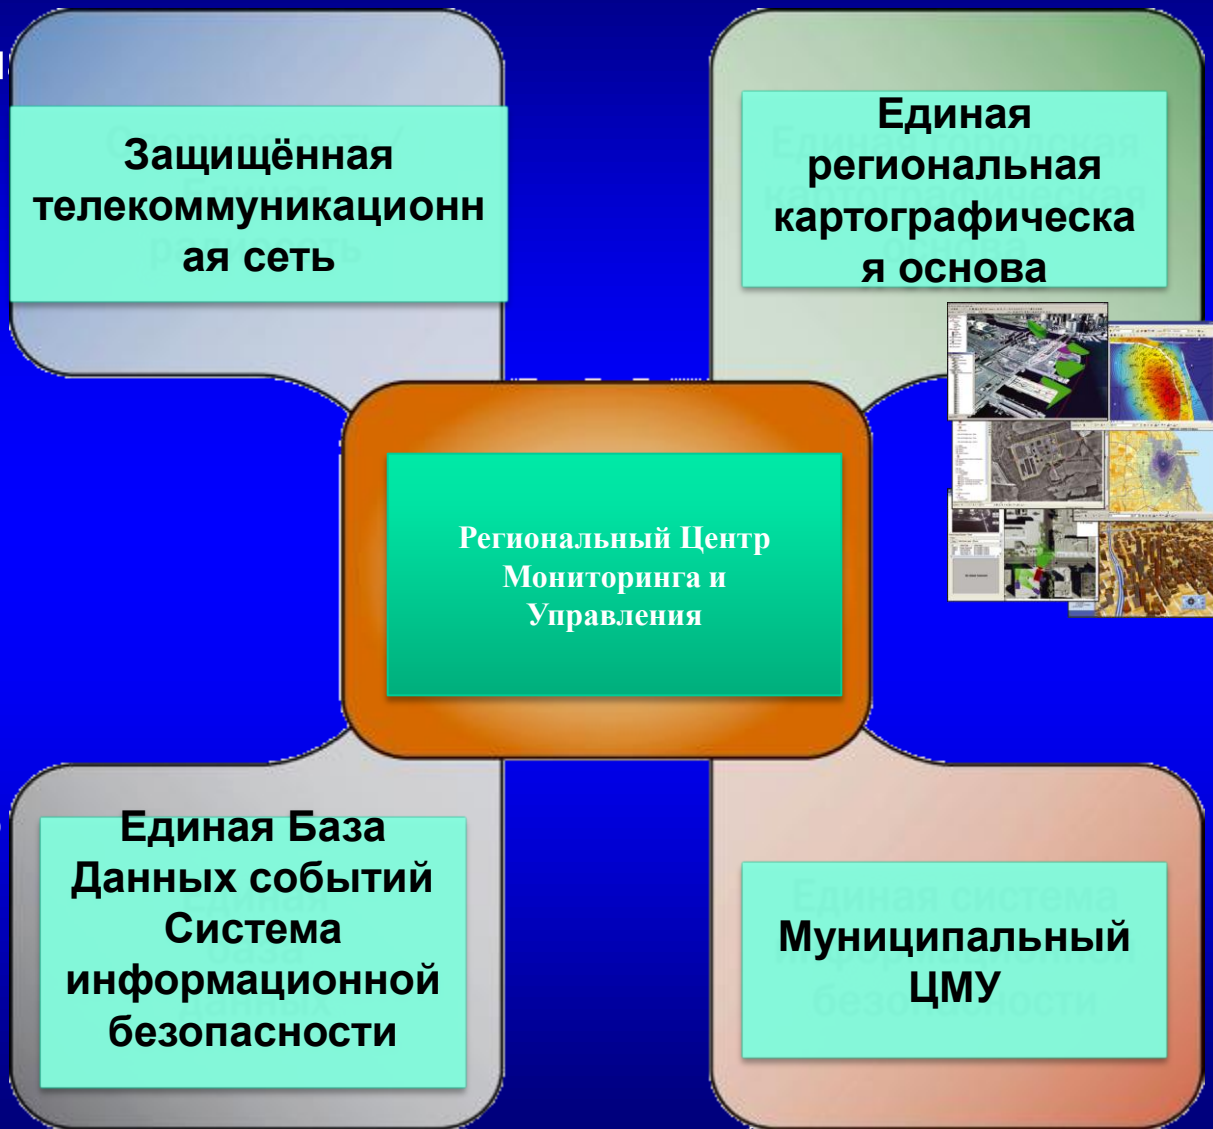 Защищённая
телекоммуникационн
ая сеть
Единая
региональная
картографическа
я основа
Региональный Центр
Мониторинга и
Управления
Единая База
Данных событий
Система
информационной
безопасности
Муниципальный
ЦМУ